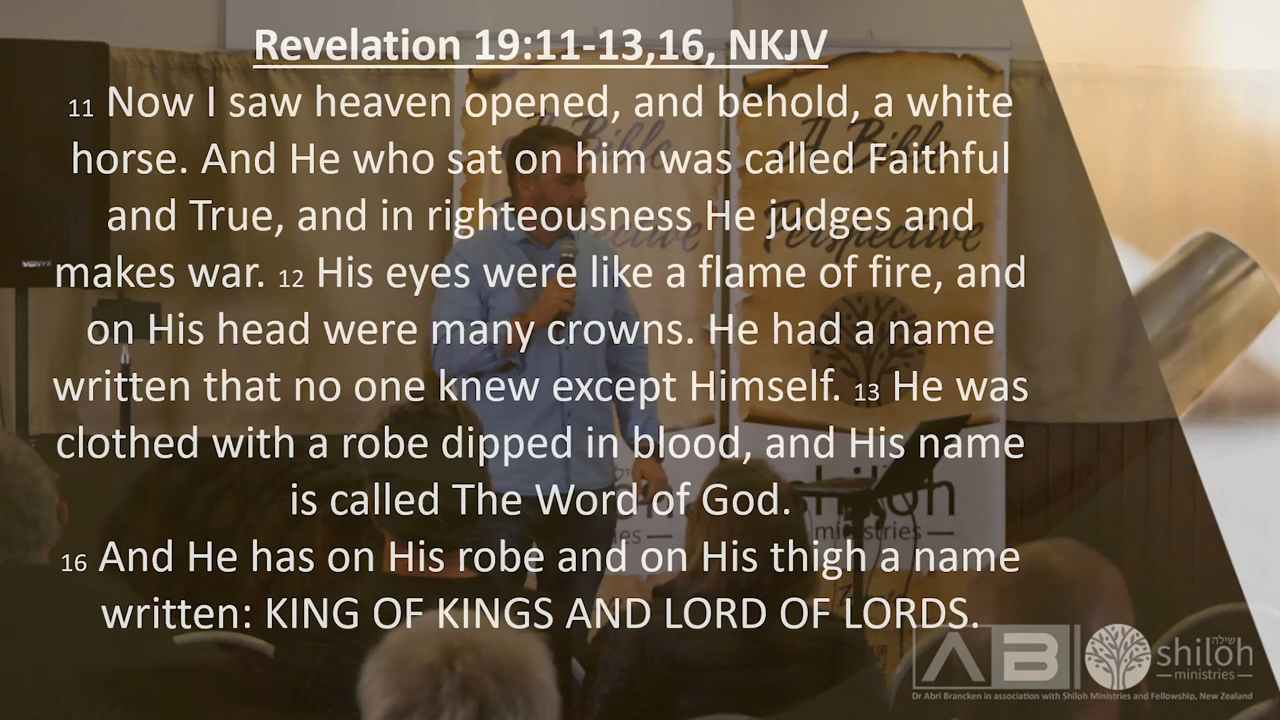 Revelation 19:11-13,16, NKJV
11 Now I saw heaven opened, and behold, a white
horse. And He who sat on him was called Faithful
and True, and in righteousness He judges and
makes war. 12 His eyes were like a flame of fire, and
on His head were many crowns. He had a name
written that no one knew except Himself. 13 He was
clothed with a robe dipped in blood, and His name
is called The Word of God.
16 And He has on His robe and on His thigh a name
written: KING OF KINGS AND LORD OF LORDS.
Bible
A Bible
Perspective
shiloh
ministries
AB
שילה
shiloh
ministries
Dr Abri Brancken in association with Shiloh Ministries and Fellowship, New Zealand